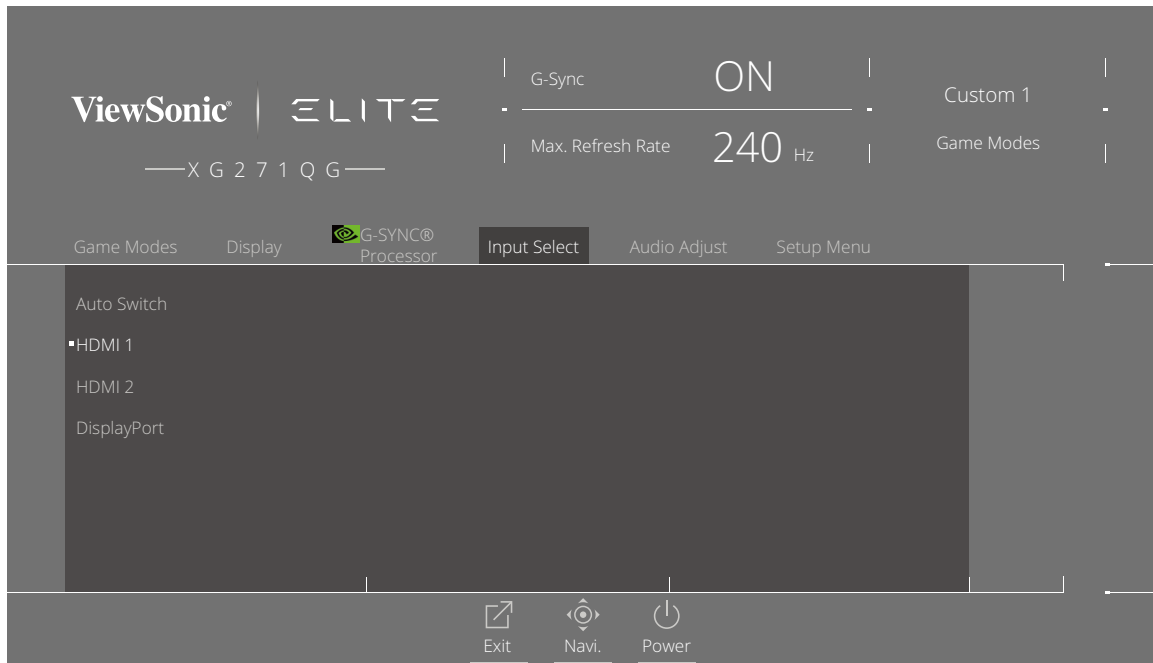 ViewSonic® ELITE
XG271QG
G-Sync ON
Max. Refresh Rate 240 Hz
Custom 1
Game Modes
Game Modes Display G-SYNC® Processor Input Select Audio Adjust Setup Menu
Auto Switch
HDMI 1
HDMI 2
DisplayPort
Exit Navi. Power